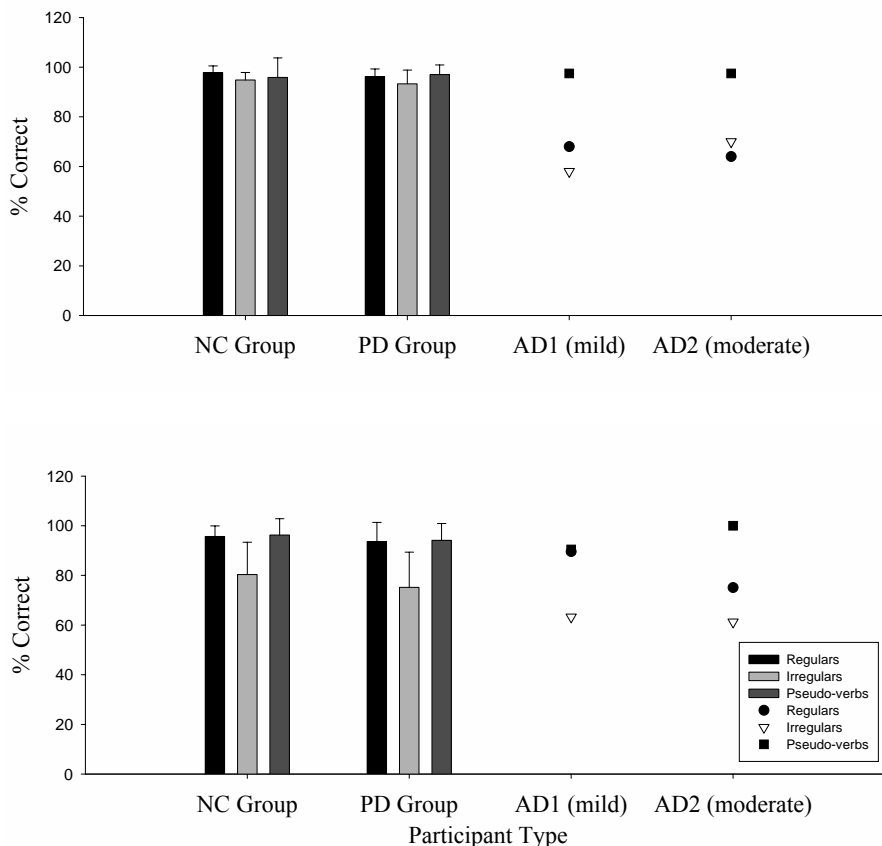 120
100
80
60
40
20
0
% Correct
NC Group PD Group AD1 (mild) AD2 (moderate)
120
100
80
60
40
20
0
% Correct
Regulars
Irregulars
Pseudo-verbs
Regulars
Irregulars
Pseudo-verbs
NC Group PD Group AD1 (mild) AD2 (moderate)
Participant Type